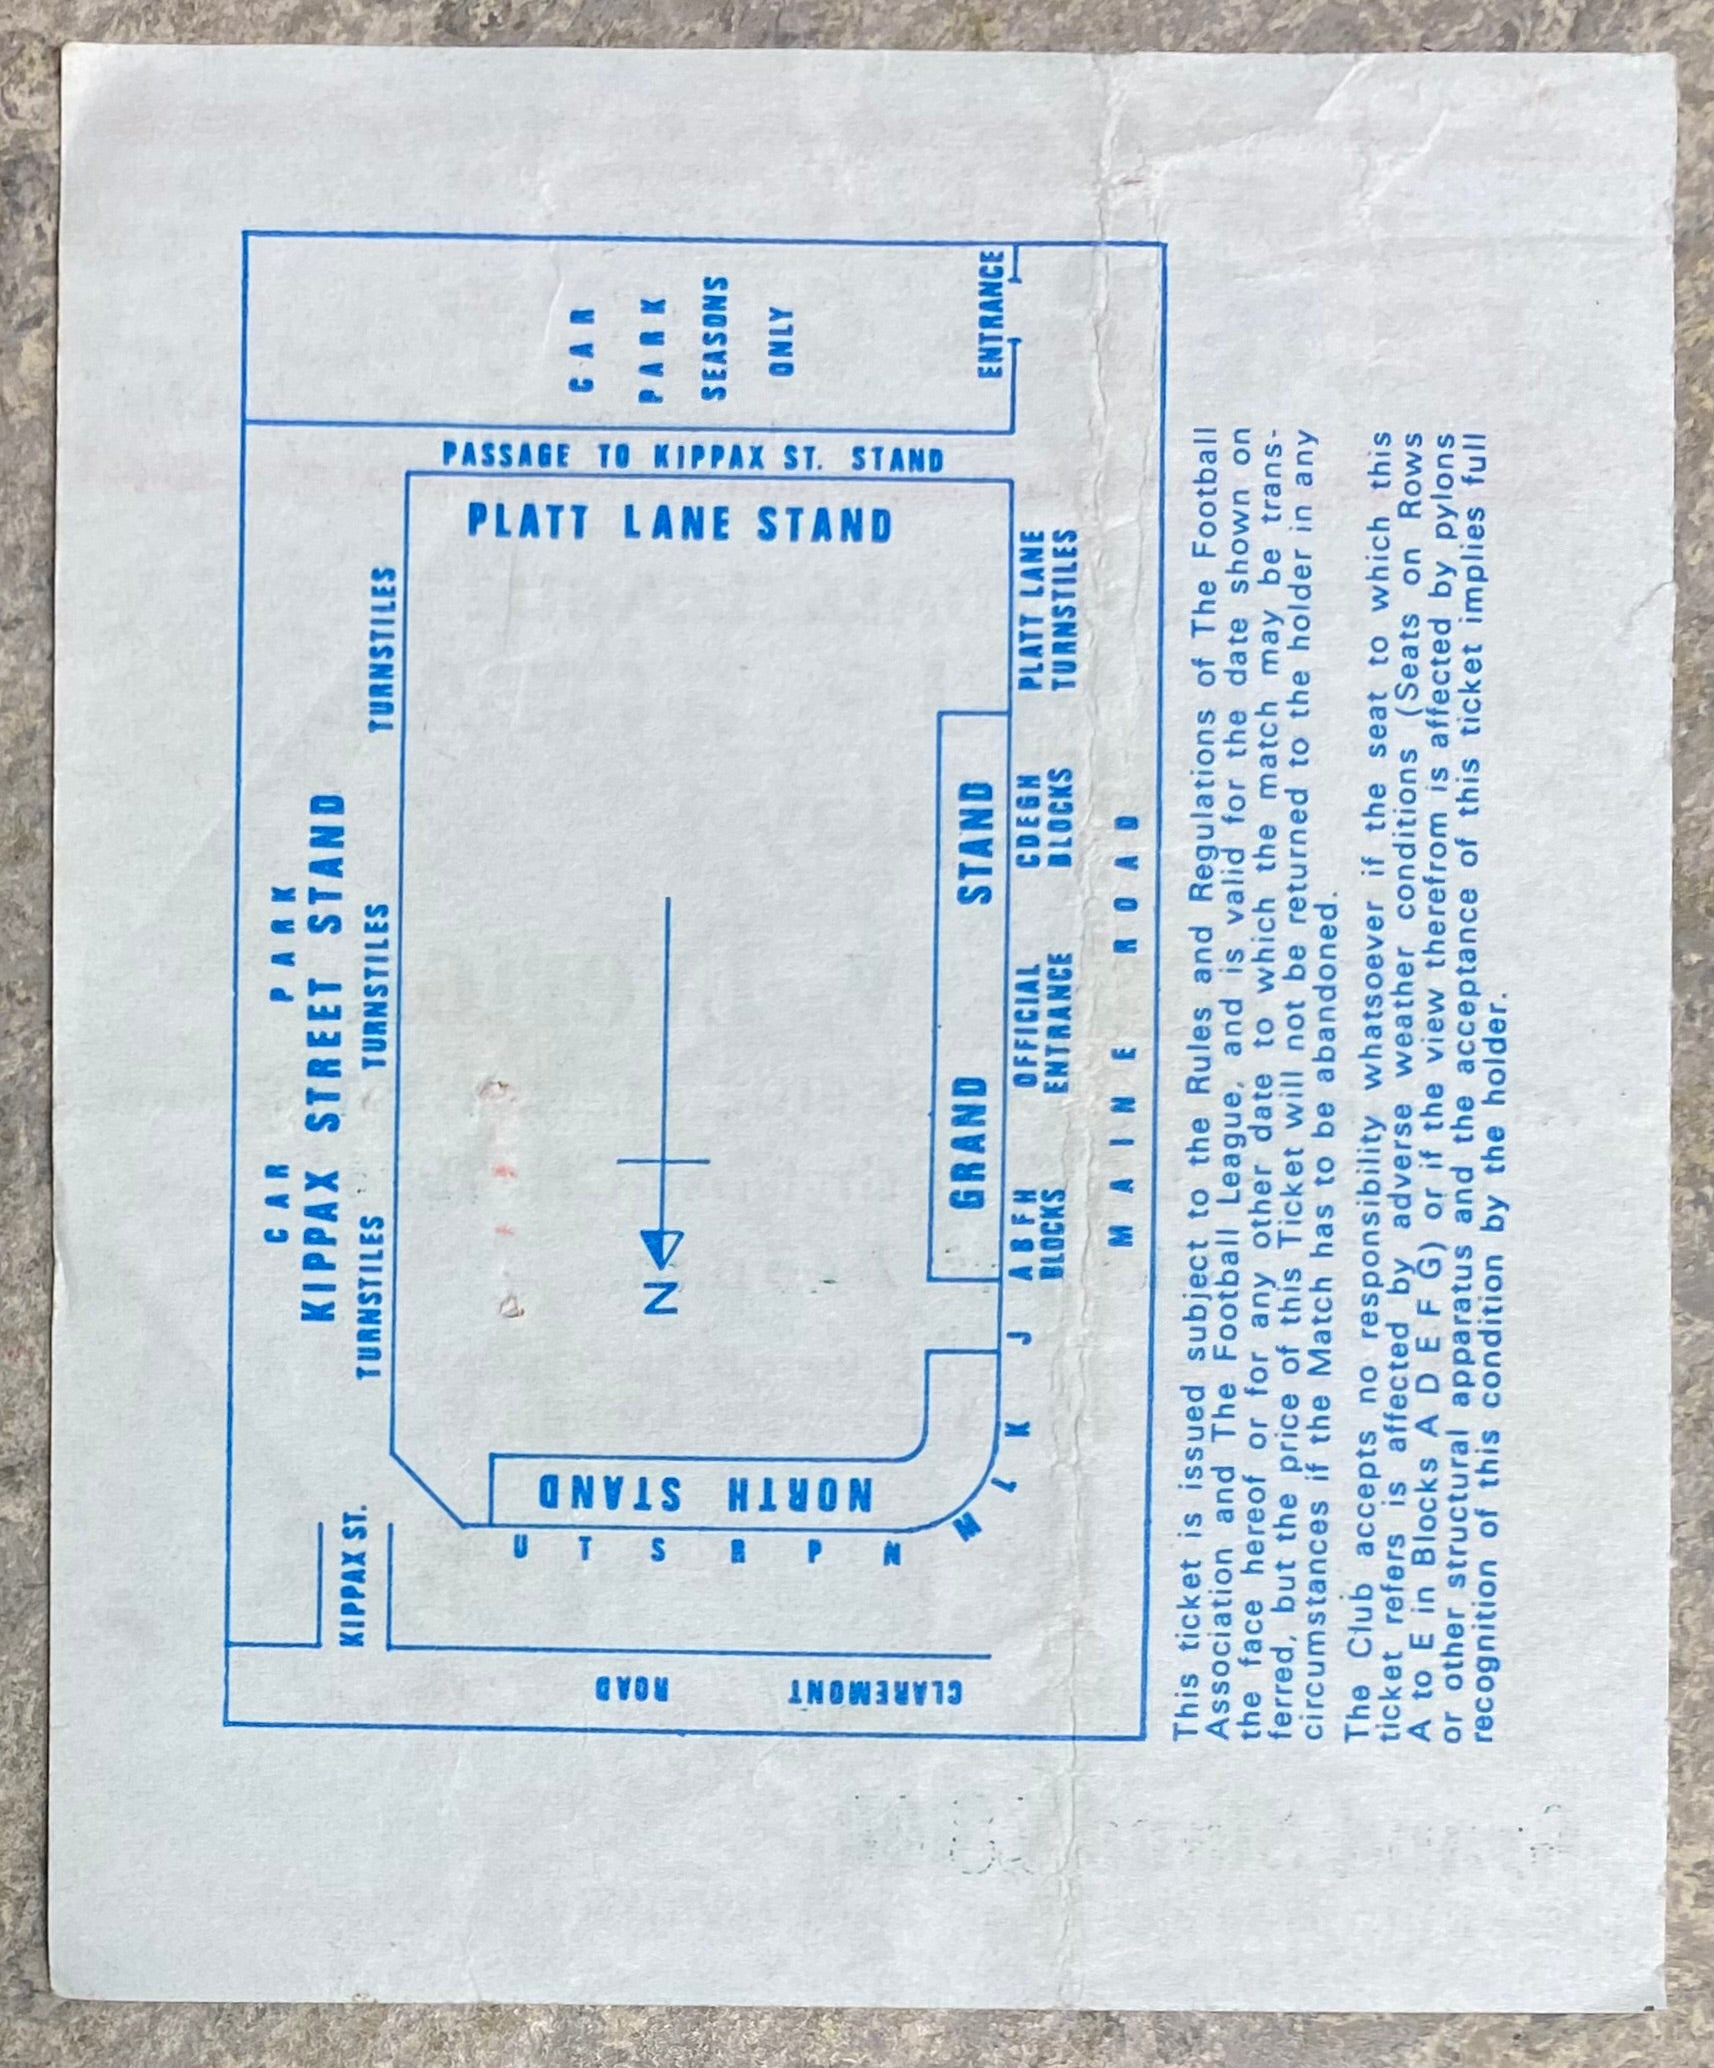 CAR PARK
KIPPAX STREET STAND
KIPPAX ST.
TURNSTILES TURNSTILES TURNSTILES
CAR
PARK
SEASONS
ONLY
ENTRANCE
PASSAGE TO KIPPAX ST. STAND
PLATT LANE STAND
N
NORTH STAND
U T S R P N M L K J
CLAREMONT ROAD
GRAND STAND
A B F H
BLOCKS
OFFICIAL
ENTRANCE
CDEGH
BLOCKS
PLATT LANE
TURNSTILES
MAINE ROAD
This ticket is issued subject to the Rules and Regulations of The Football
Association and The Football League, and is valid for the date shown on
the face hereof or for any other date to which the match may be trans-
ferred, but the price of this Ticket will not be returned to the holder in any
circumstances if the Match has to be abandoned.
The Club accepts no responsibility whatsoever if the seat to which this
ticket refers is affected by adverse weather conditions (Seats on Rows
A to E in Blocks A D E F G) or if the view therefrom is affected by pylons
or other structural apparatus and the acceptance of this ticket implies full
recognition of this condition by the holder.